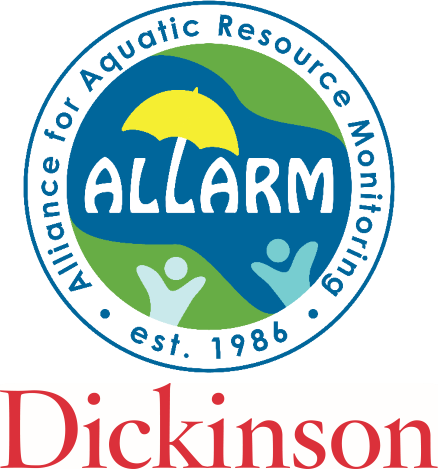 Alliance for Aquatic Resource Monitoring
ALLARM
• est. 1986 •
Dickinson